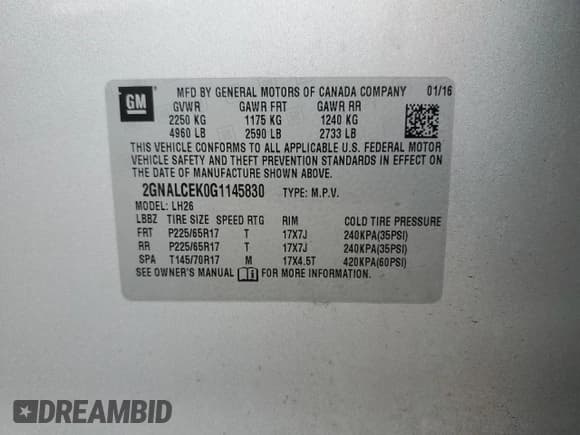 GM
MFD BY GENERAL MOTORS OF CANADA COMPANY 01/16
GVWR GAWR FRT GAWR RR
2250 KG 1175 KG 1240 KG
4960 LB 2590 LB 2733 LB
THIS VEHICLE CONFORMS TO ALL APPLICABLE U.S. FEDERAL MOTOR
VEHICLE SAFETY AND THEFT PREVENTION STANDARDS IN EFFECT ON
THE DATE OF MANUFACTURE SHOWN ABOVE.
2GNALCEK0G1145830 TYPE: M.P.V.
MODEL: LH26
LBBZ TIRE SIZE SPEED RTG RIM COLD TIRE PRESSURE
FRT P225/65R17 T 17X7J 240KPA(35PSI)
RR P225/65R17 T 17X7J 240KPA(35PSI)
SPA T145/70R17 M 17X4.5T 420KPA(60PSI)
SEE OWNER'S MANUAL FOR MORE INFORMATION.
DREAMBID